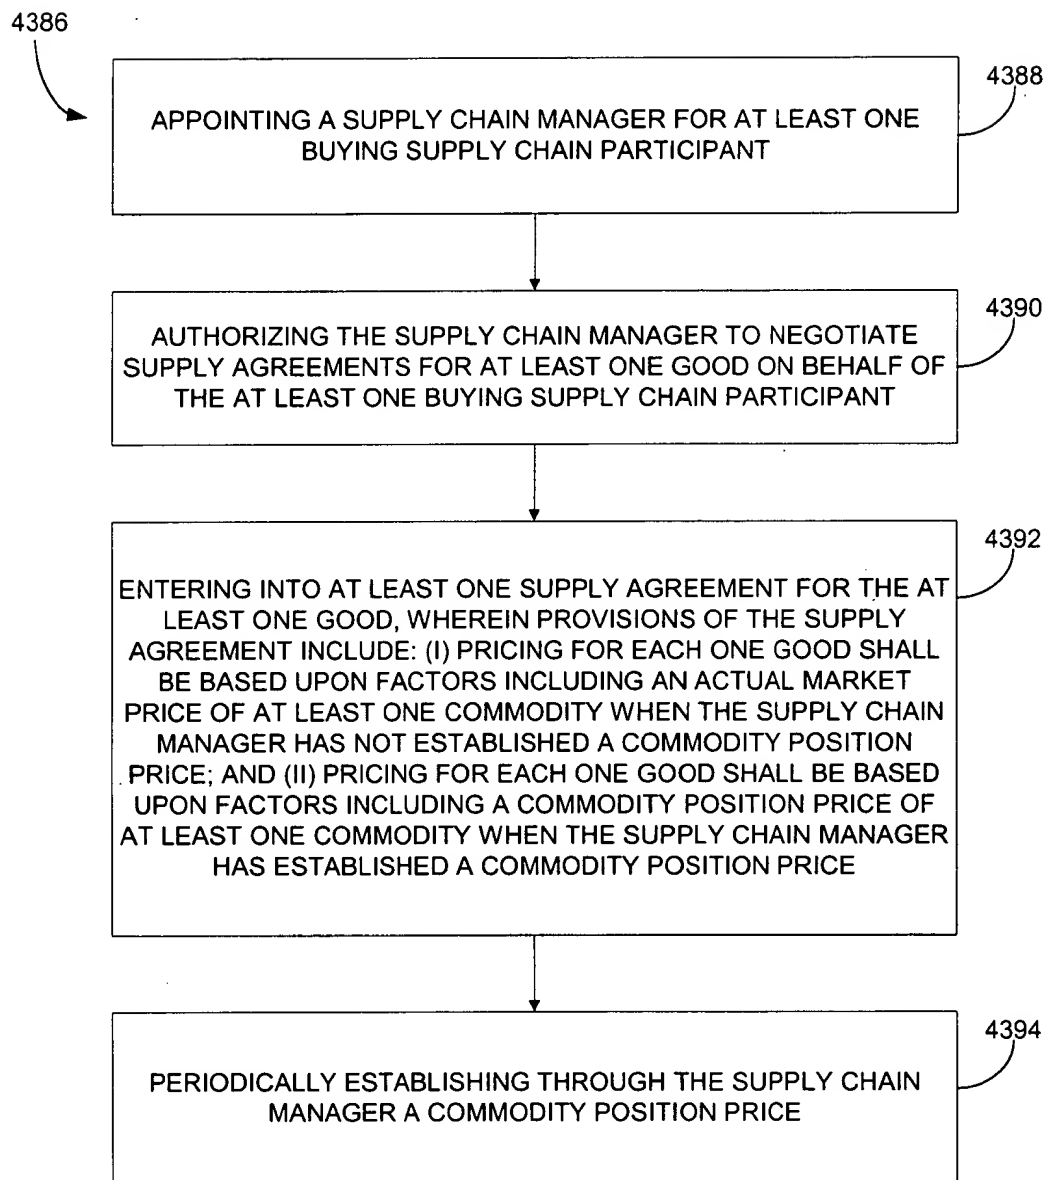 4386
4388
APPOINTING A SUPPLY CHAIN MANAGER FOR AT LEAST ONE
BUYING SUPPLY CHAIN PARTICIPANT
4390
AUTHORIZING THE SUPPLY CHAIN MANAGER TO NEGOTIATE
SUPPLY AGREEMENTS FOR AT LEAST ONE GOOD ON BEHALF OF
THE AT LEAST ONE BUYING SUPPLY CHAIN PARTICIPANT
4392
ENTERING INTO AT LEAST ONE SUPPLY AGREEMENT FOR THE AT
LEAST ONE GOOD, WHEREIN PROVISIONS OF THE SUPPLY
AGREEMENT INCLUDE: (I) PRICING FOR EACH ONE GOOD SHALL
BE BASED UPON FACTORS INCLUDING AN ACTUAL MARKET
PRICE OF AT LEAST ONE COMMODITY WHEN THE SUPPLY CHAIN
MANAGER HAS NOT ESTABLISHED A COMMODITY POSITION
PRICE; AND (II) PRICING FOR EACH ONE GOOD SHALL BE BASED
UPON FACTORS INCLUDING A COMMODITY POSITION PRICE OF
AT LEAST ONE COMMODITY WHEN THE SUPPLY CHAIN MANAGER
HAS ESTABLISHED A COMMODITY POSITION PRICE
4394
PERIODICALLY ESTABLISHING THROUGH THE SUPPLY CHAIN
MANAGER A COMMODITY POSITION PRICE